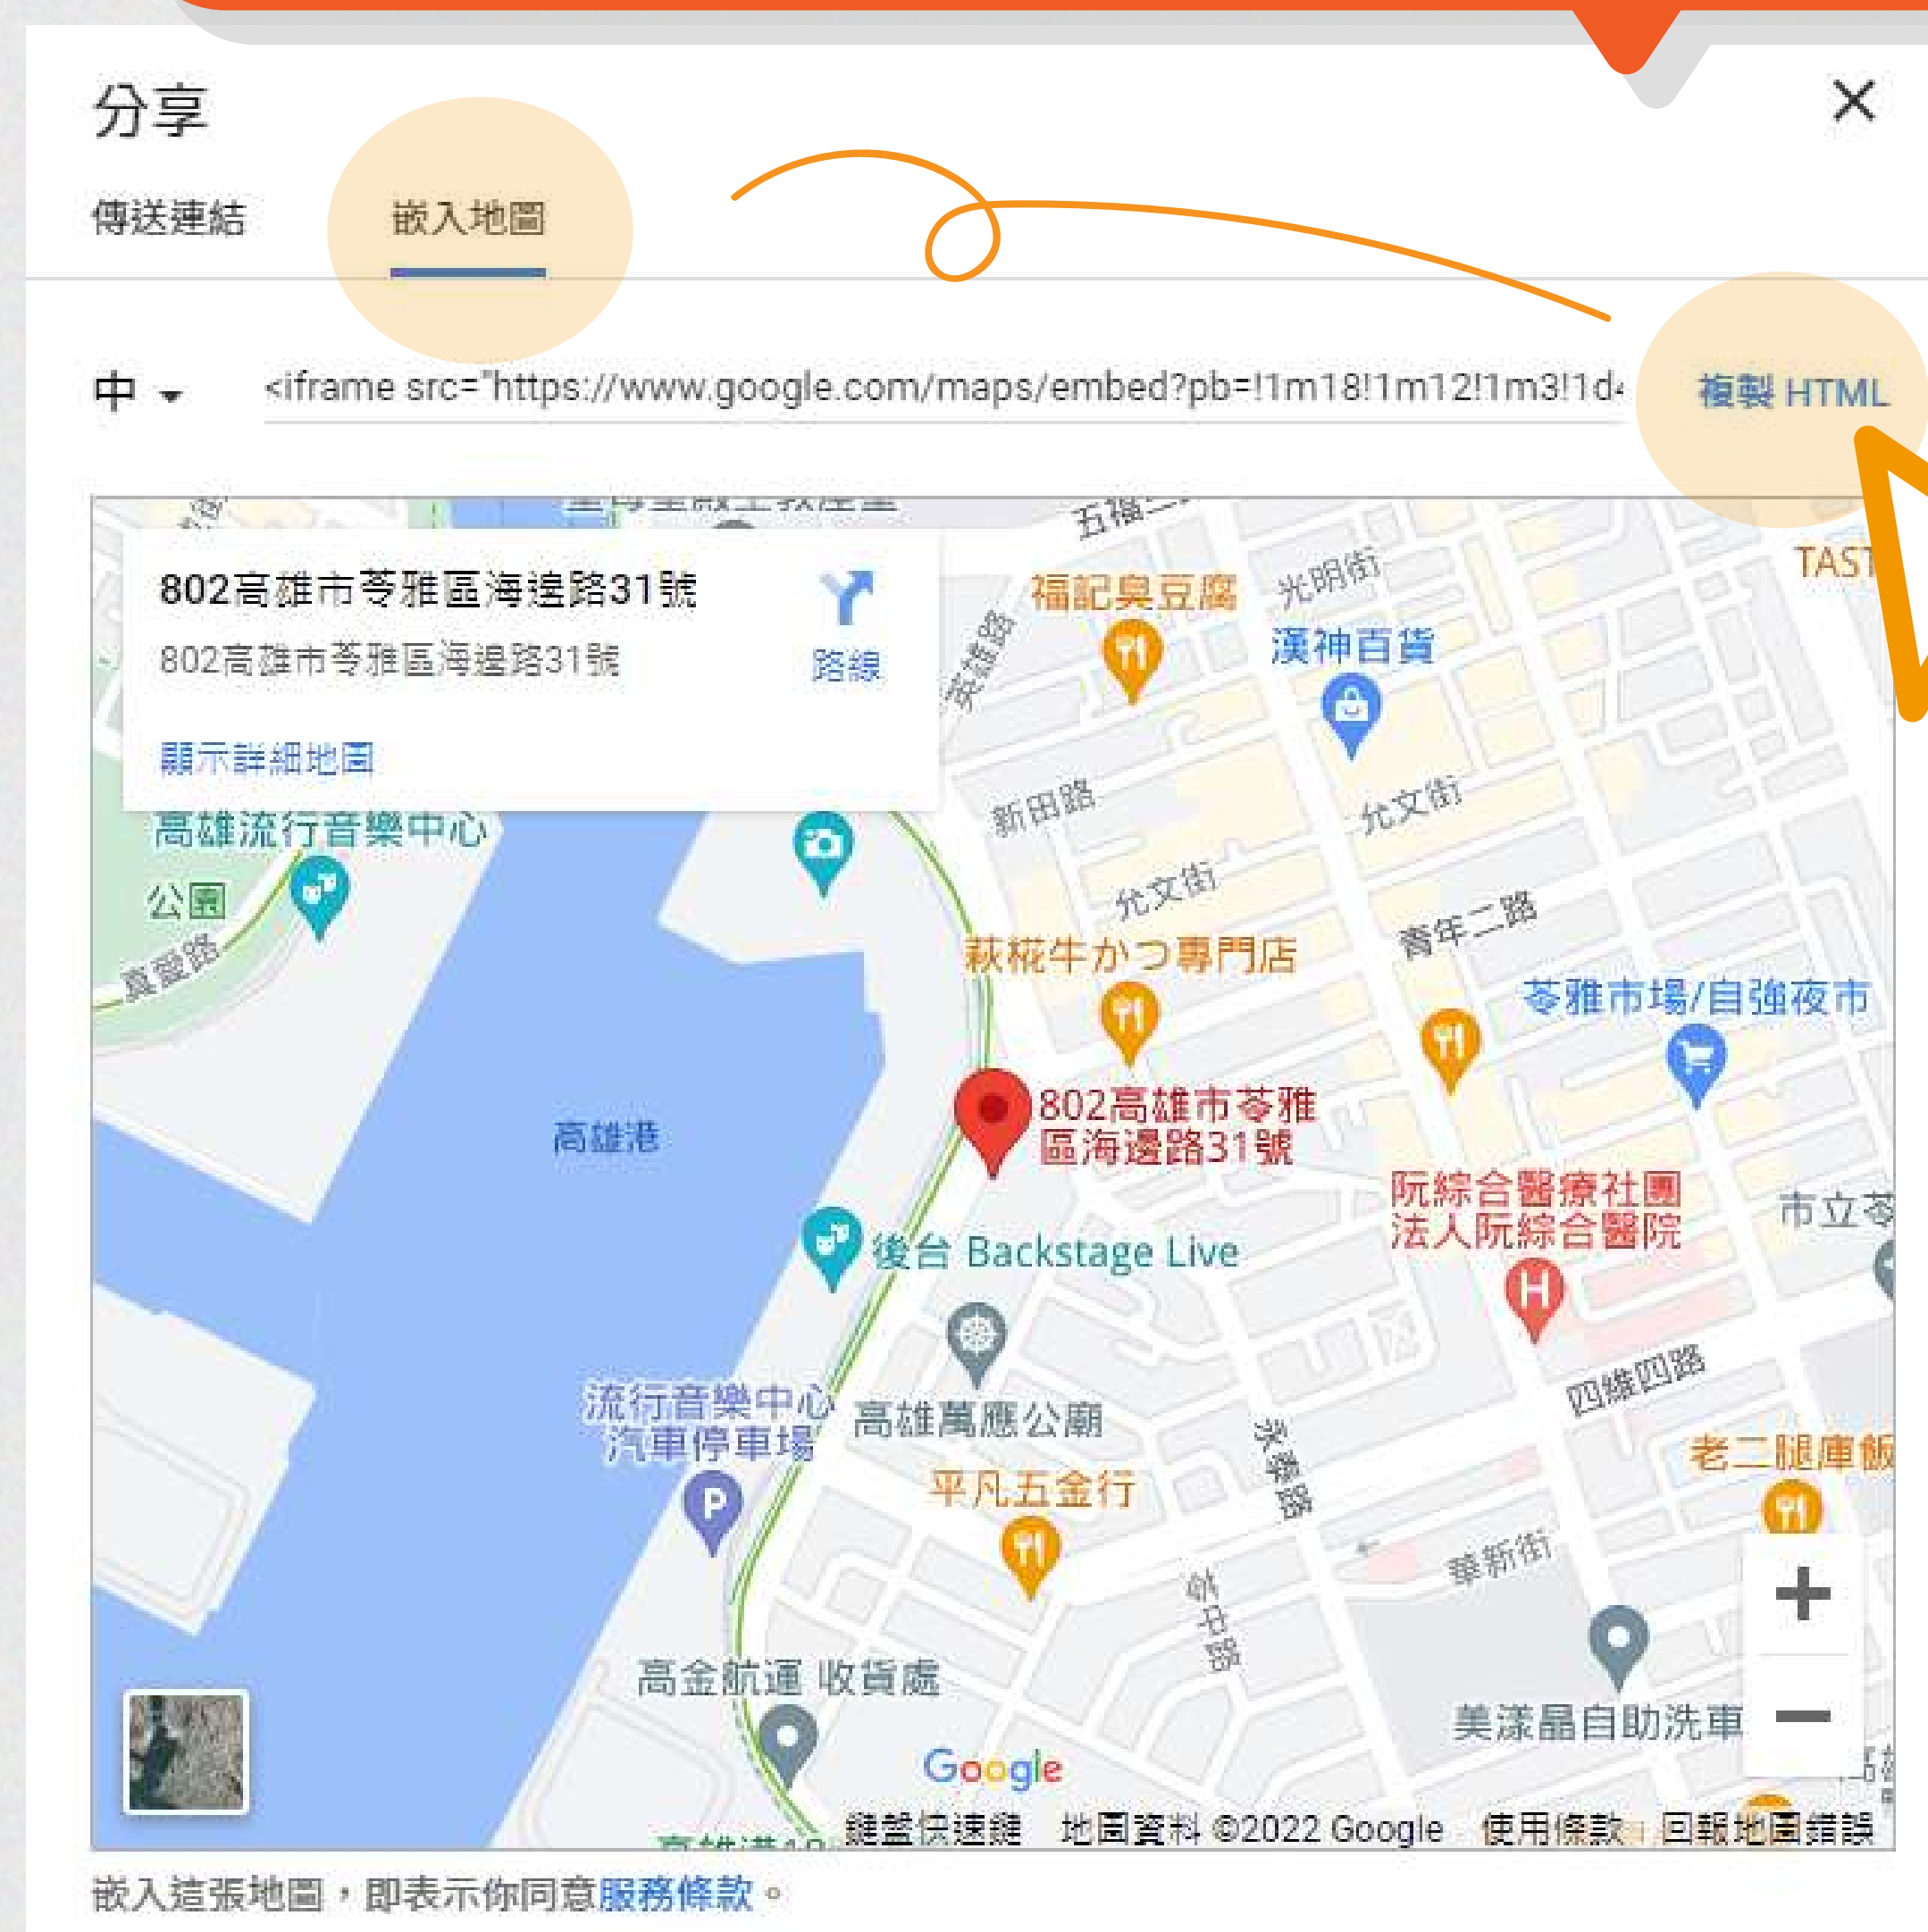 分享
傳送連結
嵌入地圖
中
<iframe src="https://www.google.com/maps/embed?pb=!1m18!1m12!1m3!1d
複製 HTML
802高雄市苓雅區海邊路31號
802高雄市苓雅區海邊路31號
路線
顯示詳細地圖
五福二
光明街
TAST
福記臭豆腐
漢神百貨
英雄路
新田路
允文街
高雄流行音樂中心
公園
允文街
青年二路
真愛路
萩椛牛かつ專門店
苓雅市場/自強夜市
802高雄市苓雅
區海邊路31號
高雄港
阮綜合醫療社團
法人阮綜合醫院
市立苓
後台 Backstage Live
四維四路
流行音樂中心
汽車停車場
高雄萬應公廟
永泰路
老二腿庫飯
平凡五金行
華新街
苓中路
高金航運 收貨處
美漾晶自助洗車
Google
鍵盤快速鍵
地圖資料 ©2022 Google
使用條款
回報地圖錯誤
嵌入這張地圖，即表示你同意服務條款。